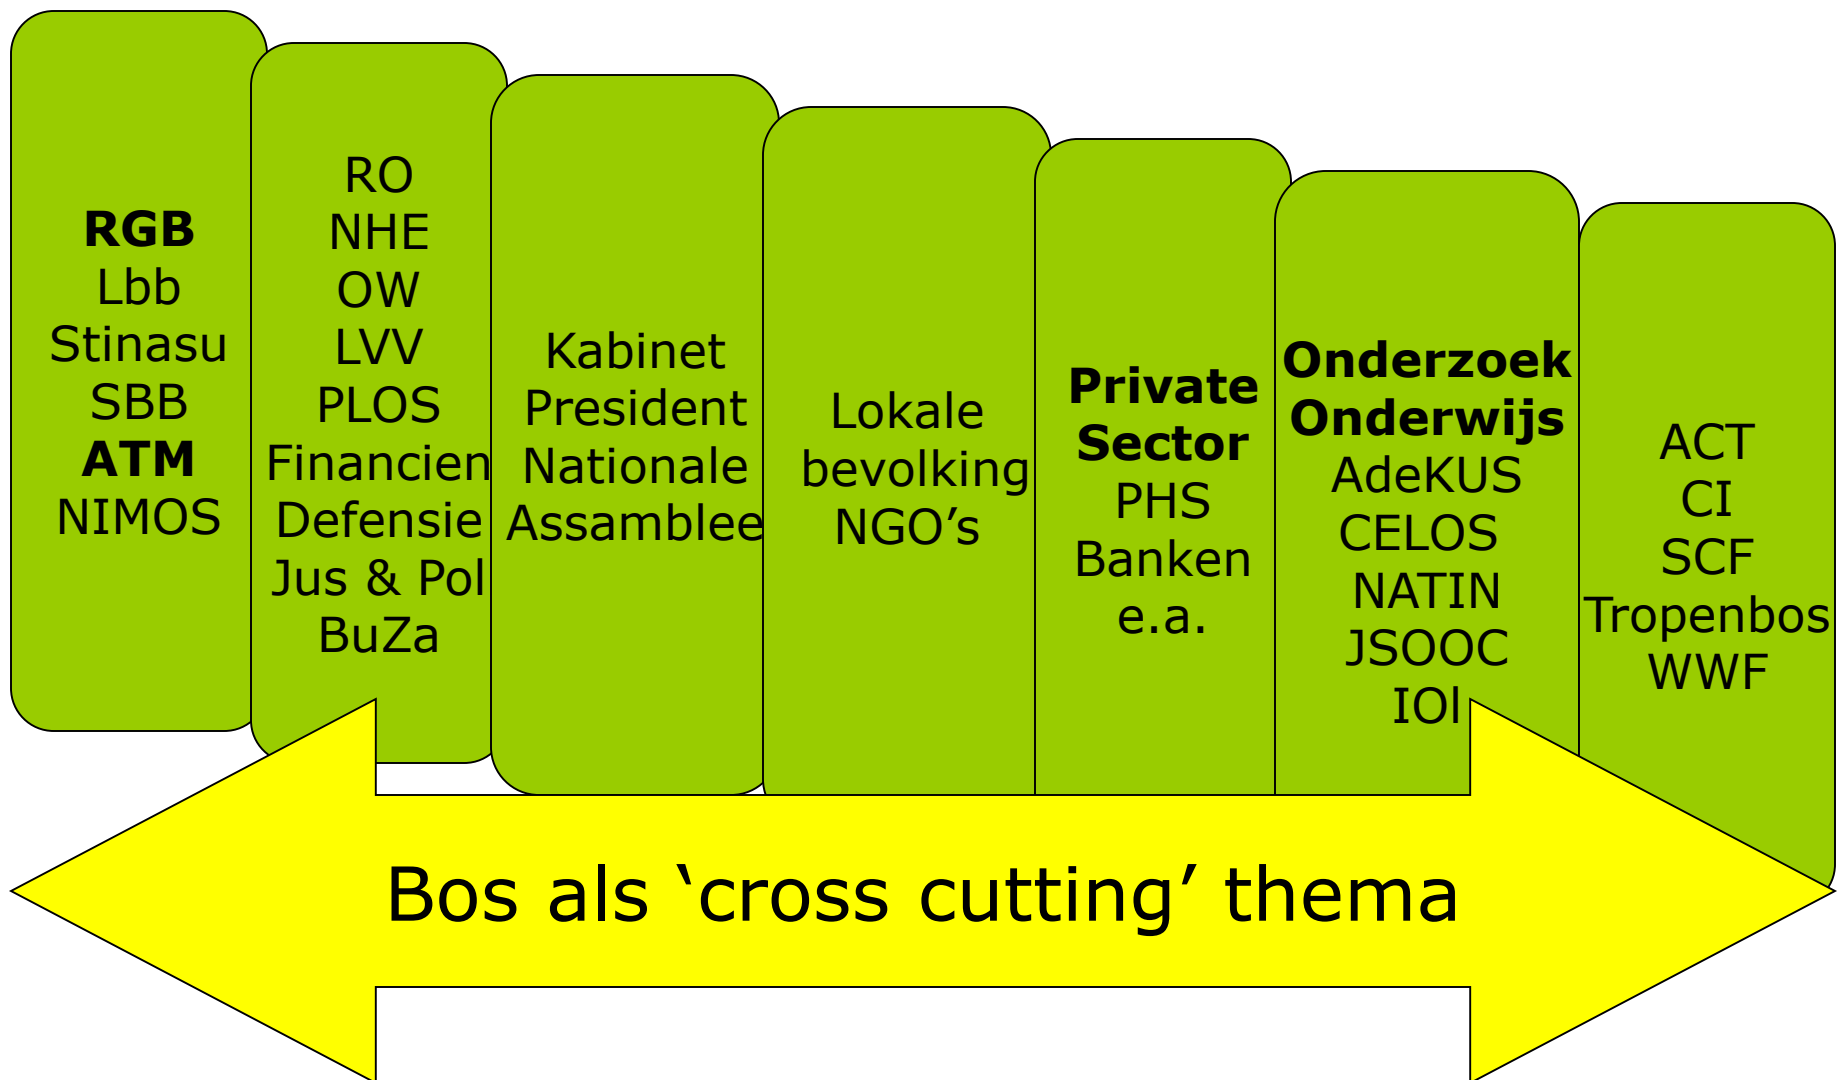 RGB
Lbb
Stinasu
SBB
ATM
NIMOS
RO
NHE
OW
LVV
PLOS
Financien
Defensie
Jus & Pol
BuZa
Kabinet
President
Nationale
Assamblee
Lokale
bevolking
NGO’s
Private
Sector
PHS
Banken
e.a.
Onderzoek
Onderwijs
AdeKUS
CELOS
NATIN
JSOOC
IOl
ACT
CI
SCF
Tropenbos
WWF
Bos als ‘cross cutting’ thema